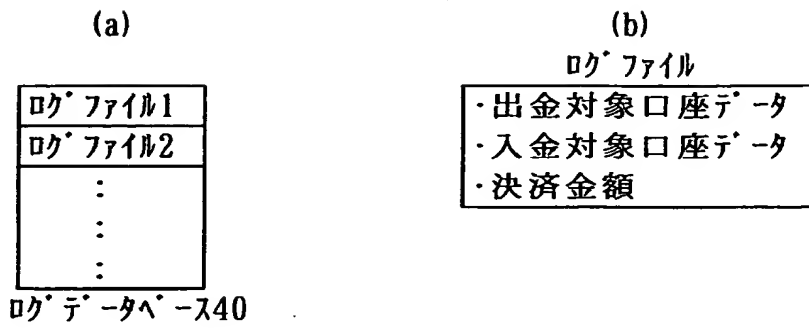 (a)
ﾛｸﾞﾌｧｲﾙ1
ﾛｸﾞﾌｧｲﾙ2
:
:
:
ﾛｸﾞﾃﾞｰﾀﾍﾞｰｽ40
(b)
ﾛｸﾞﾌｧｲﾙ
・出金対象口座ﾃﾞｰﾀ
・入金対象口座ﾃﾞｰﾀ
・決済金額